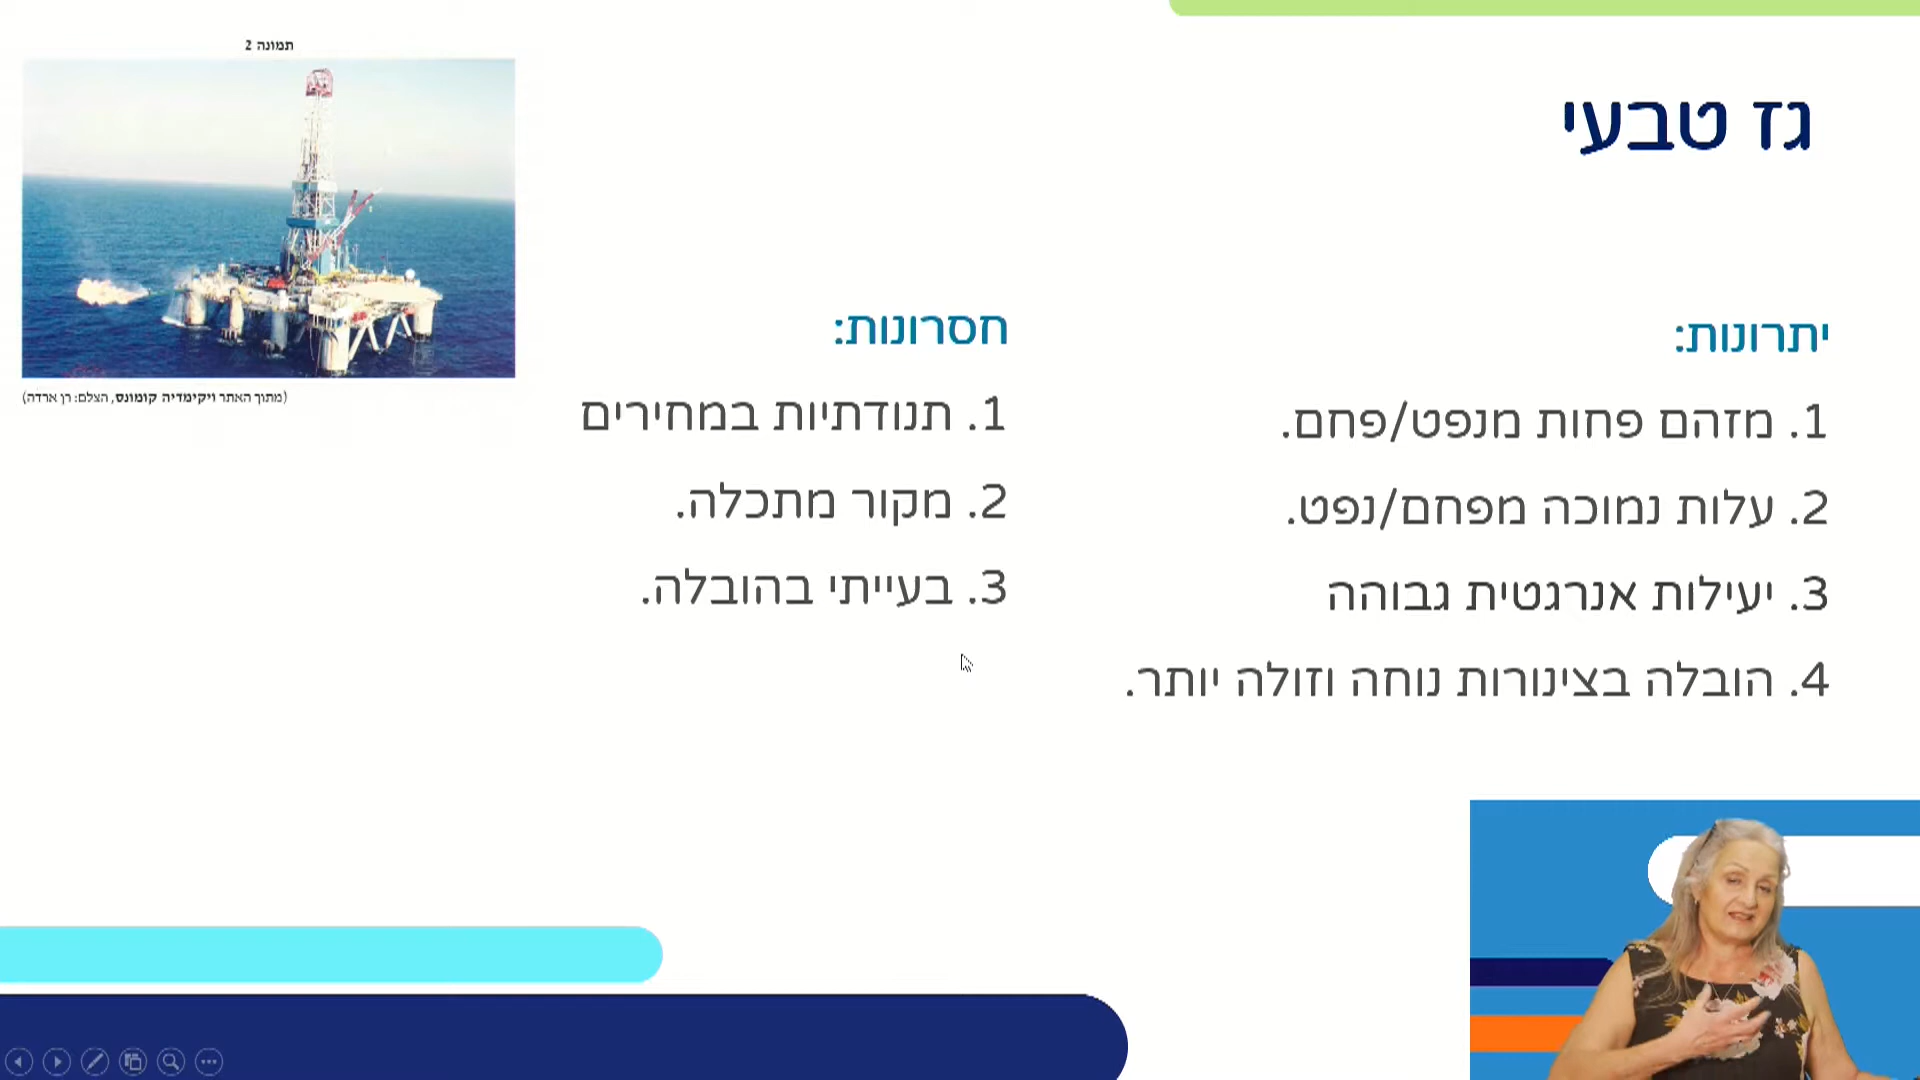 גז טבעי
יתרונות:
1. מזהם פחות מנפט/פחם.
2. עלות נמוכה מפחם/נפט.
3. יעילות אנרגטית גבוהה
4. הובלה בצינורות נוחה וזולה יותר.
חסרונות:
1. תנודתיות במחירים
2. מקור מתכלה.
3. בעייתי בהובלה.
תמונה 2
(מתוך האתר ויקימדיה קומונס, הצלם: רן ארדה)